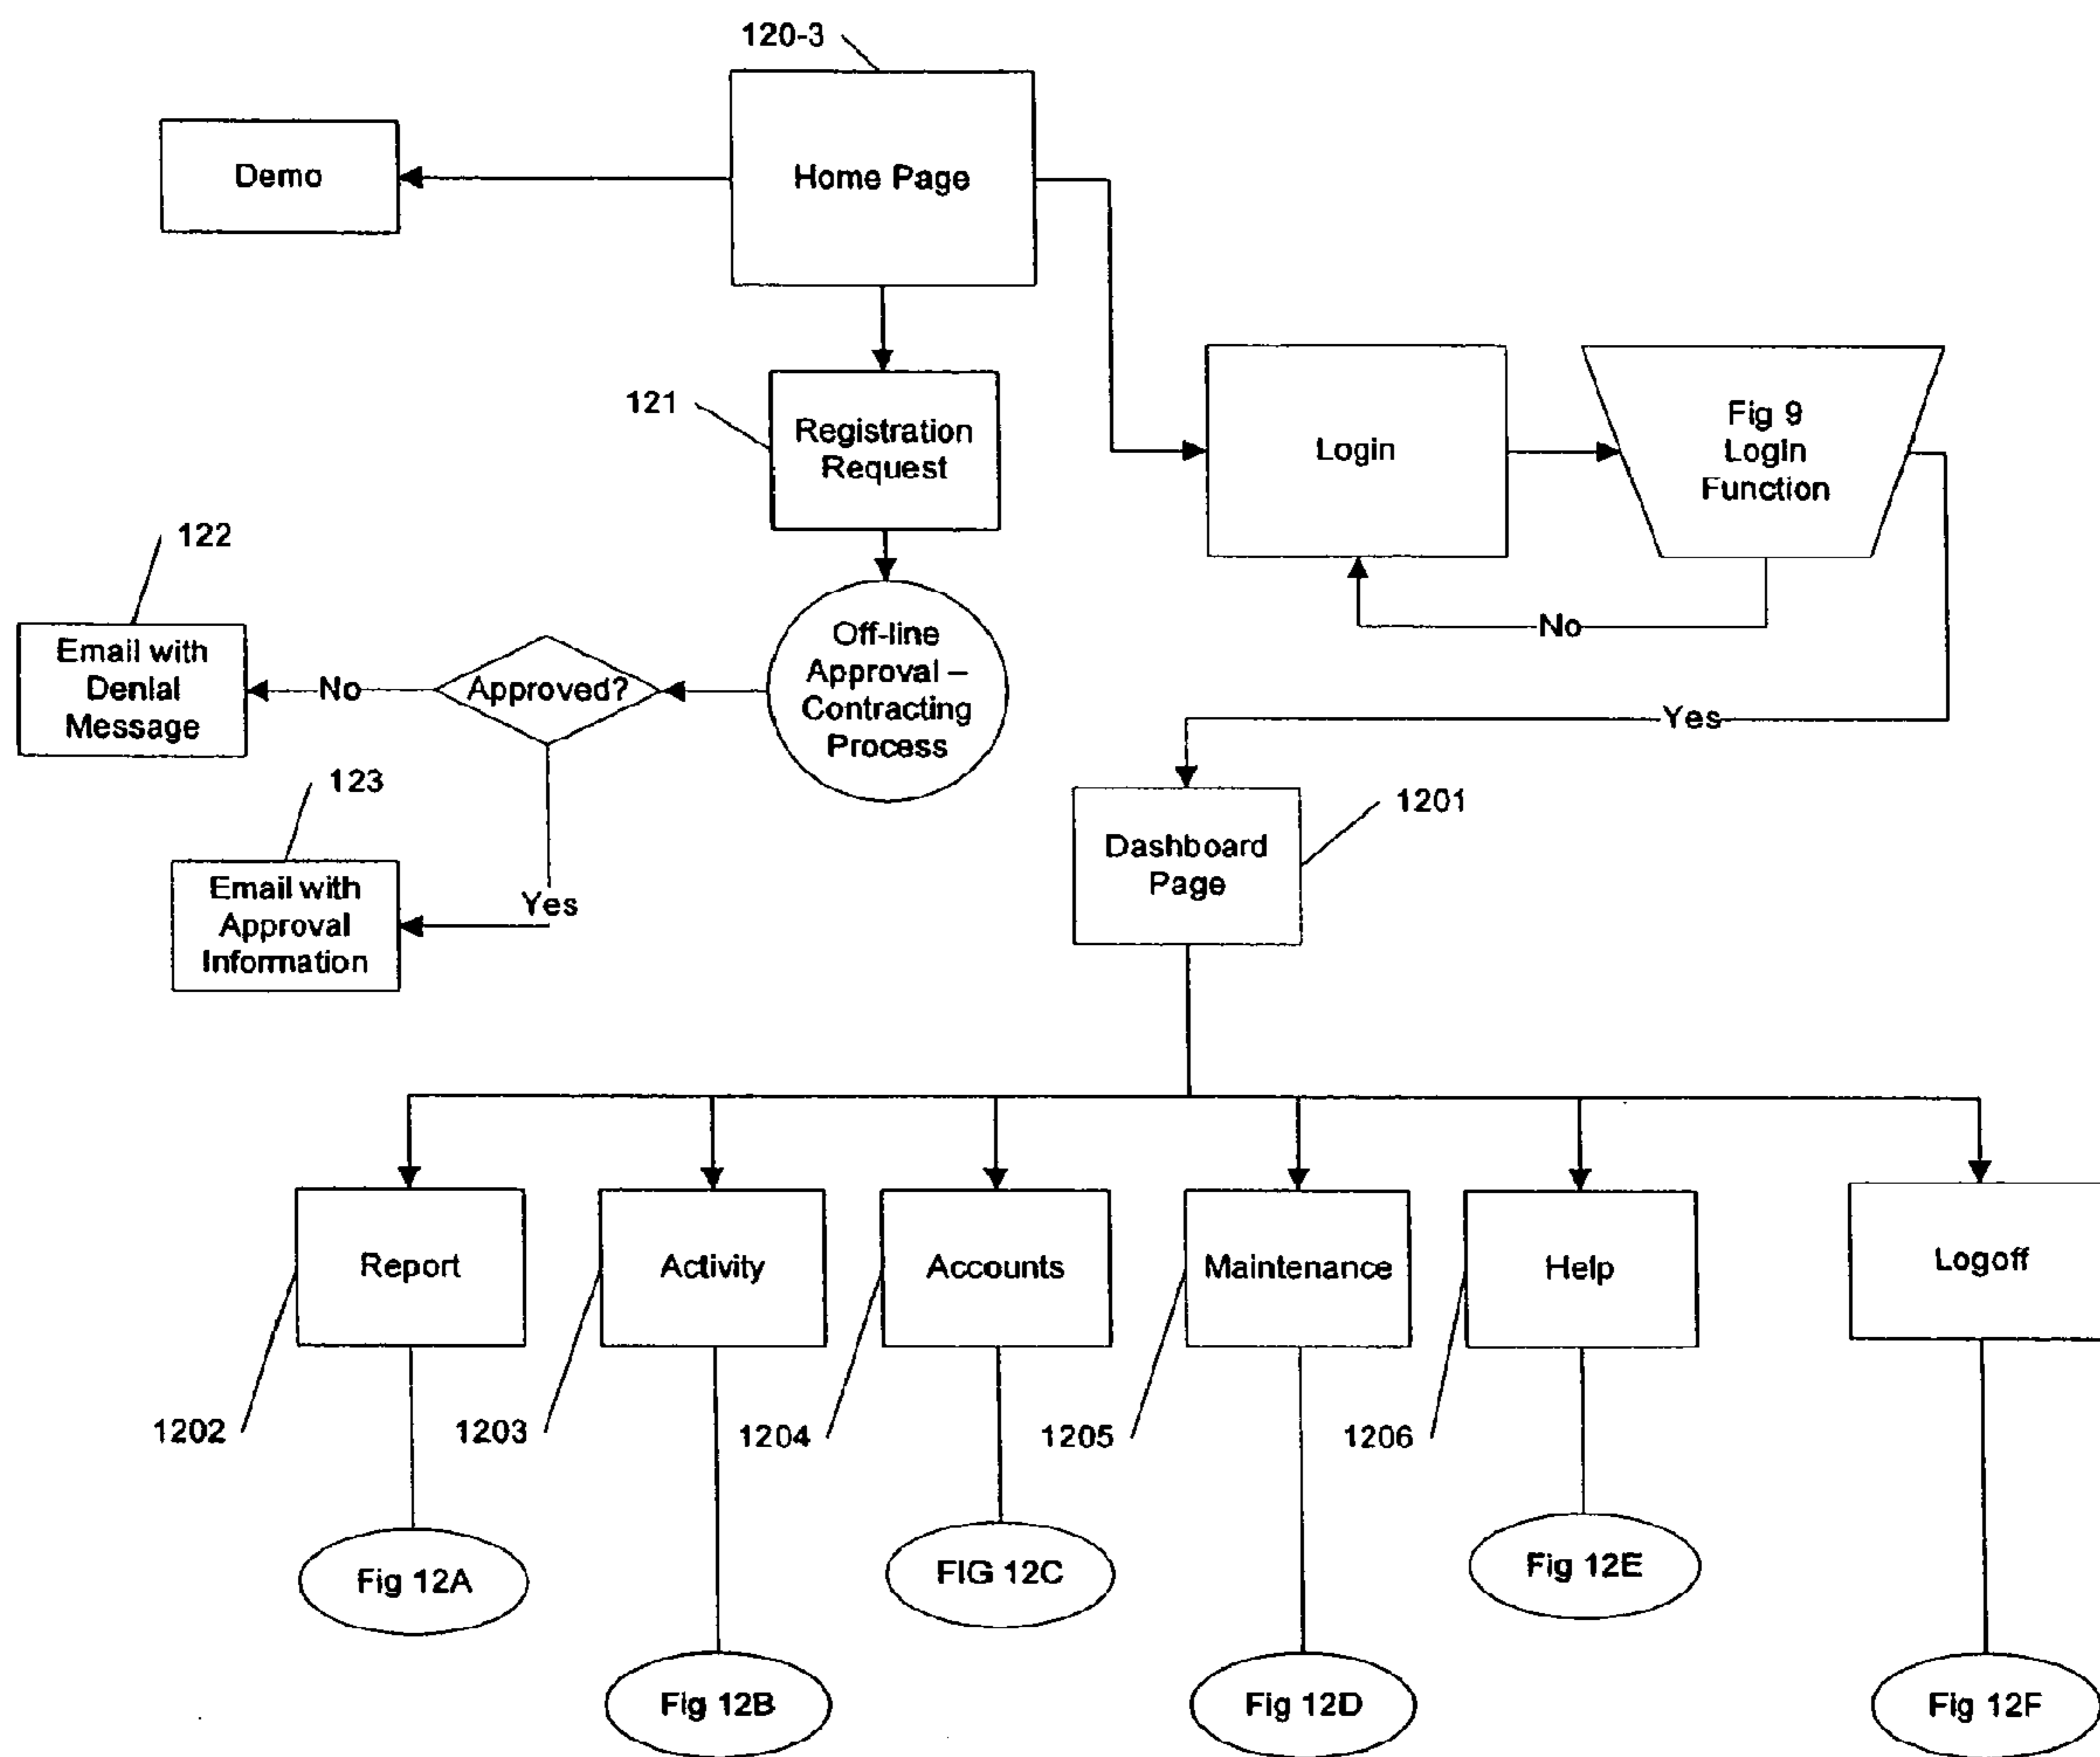 120-3
Demo
Home Page
121
Registration
Request
Login
Fig 9
Login
Function
122
Email with
Denial
Message
No
Approved?
Off-line
Approval –
Contracting
Process
No
Yes
123
Email with
Approval
Information
Yes
Dashboard
Page
1201
Report
Activity
Accounts
Maintenance
Help
Logoff
1202
1203
1204
1205
1206
Fig 12A
Fig 12B
FIG 12C
Fig 12D
Fig 12E
Fig 12F